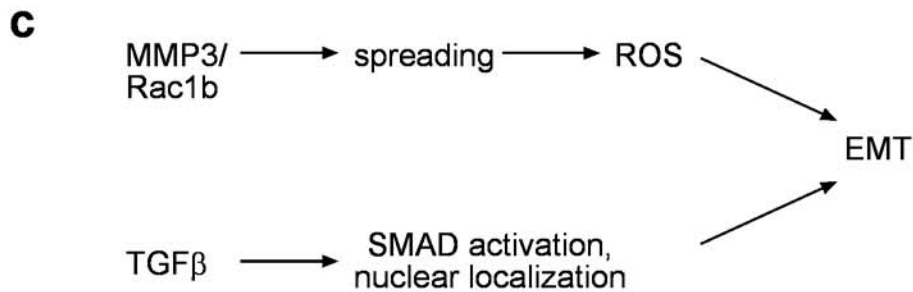 c
MMP3/
Rac1b
spreading
ROS
EMT
TGFβ
SMAD activation,
nuclear localization